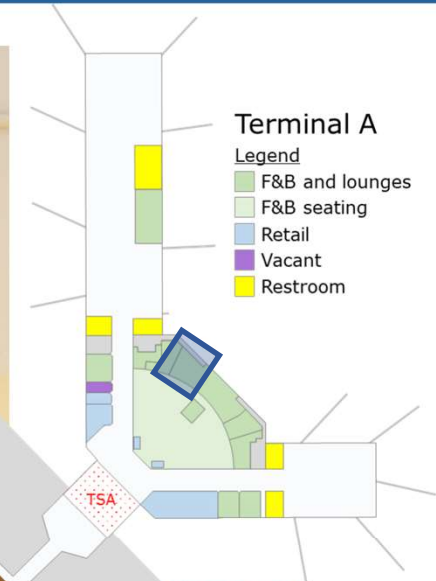 Terminal A
Legend
F&B and lounges
F&B seating
Retail
Vacant
Restroom
TSA